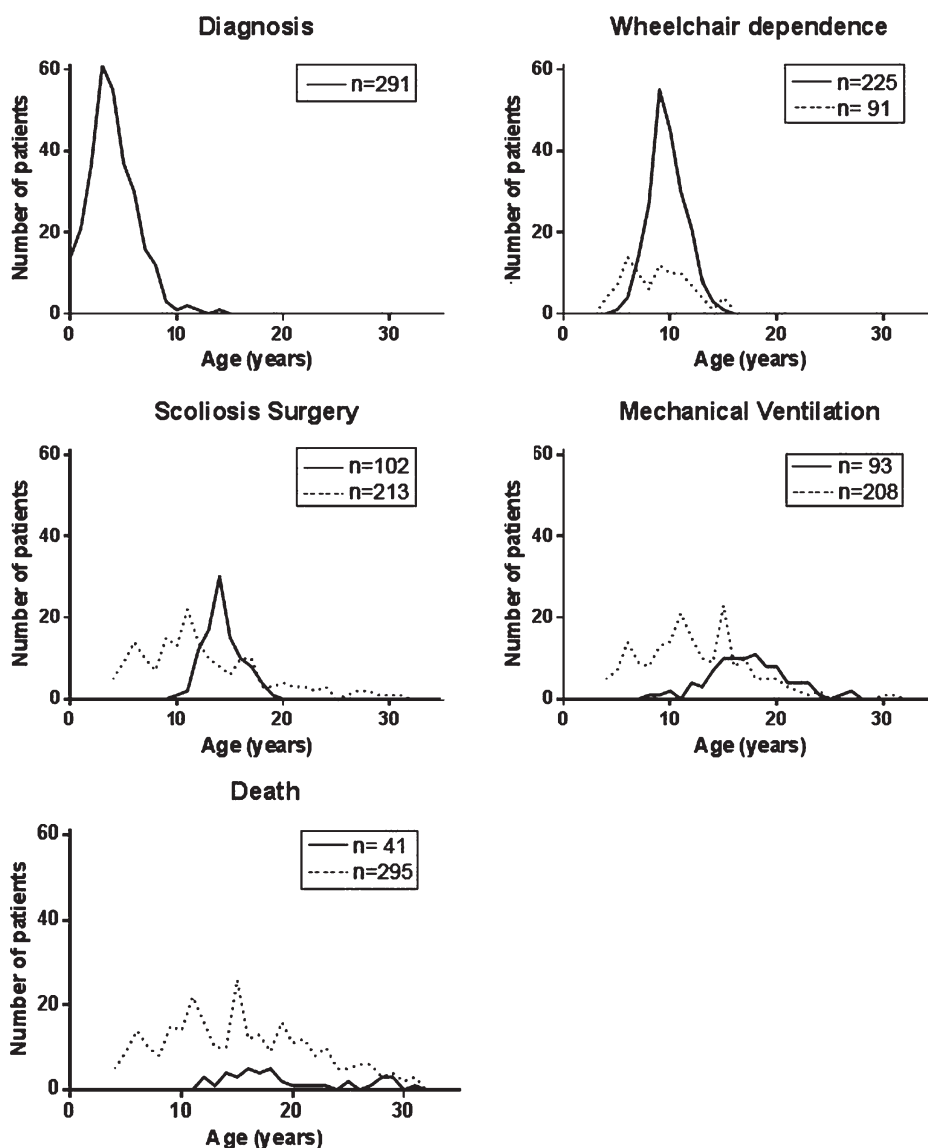 Diagnosis
Number of patients
60
40
20
0
n=291
0 10 20 30
Age (years)
Wheelchair dependence
Number of patients
60
40
20
0
n=225
n= 91
0 10 20 30
Age (years)
Scoliosis Surgery
Number of patients
60
40
20
0
n=102
n=213
0 10 20 30
Age (years)
Mechanical Ventilation
Number of patients
60
40
20
0
n= 93
n=208
0 10 20 30
Age (years)
Death
Number of patients
60
40
20
0
n= 41
n=295
0 10 20 30
Age (years)